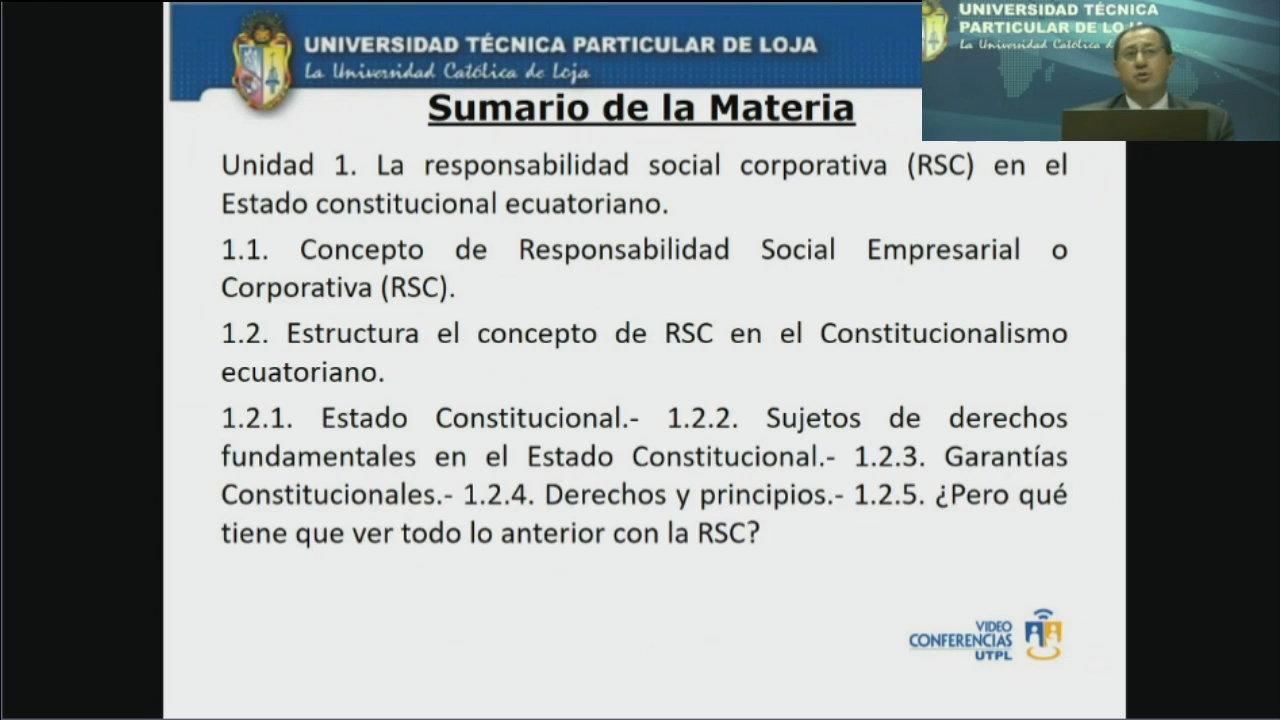 UNIVERSIDAD TÉCNICA PARTICULAR DE LOJA
La Universidad Católica de Loja
UNIVERSIDAD TÉCNICA
PARTICULAR DE LOJA
La Universidad Católica d
Sumario de la Materia
Unidad 1. La responsabilidad social corporativa (RSC) en el
Estado constitucional ecuatoriano.
1.1. Concepto de Responsabilidad Social Empresarial o
Corporativa (RSC).
1.2. Estructura el concepto de RSC en el Constitucionalismo
ecuatoriano.
1.2.1. Estado Constitucional.- 1.2.2. Sujetos de derechos
fundamentales en el Estado Constitucional.- 1.2.3. Garantías
Constitucionales.- 1.2.4. Derechos y principios.- 1.2.5. ¿Pero qué
tiene que ver todo lo anterior con la RSC?
VIDEO
CONFERENCIAS
UTPL